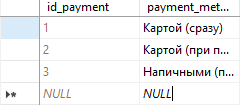 id_payment payment_met...
1 Картой (сразу)
2 Картой (при п
3 Напичными (п
NULL NULL